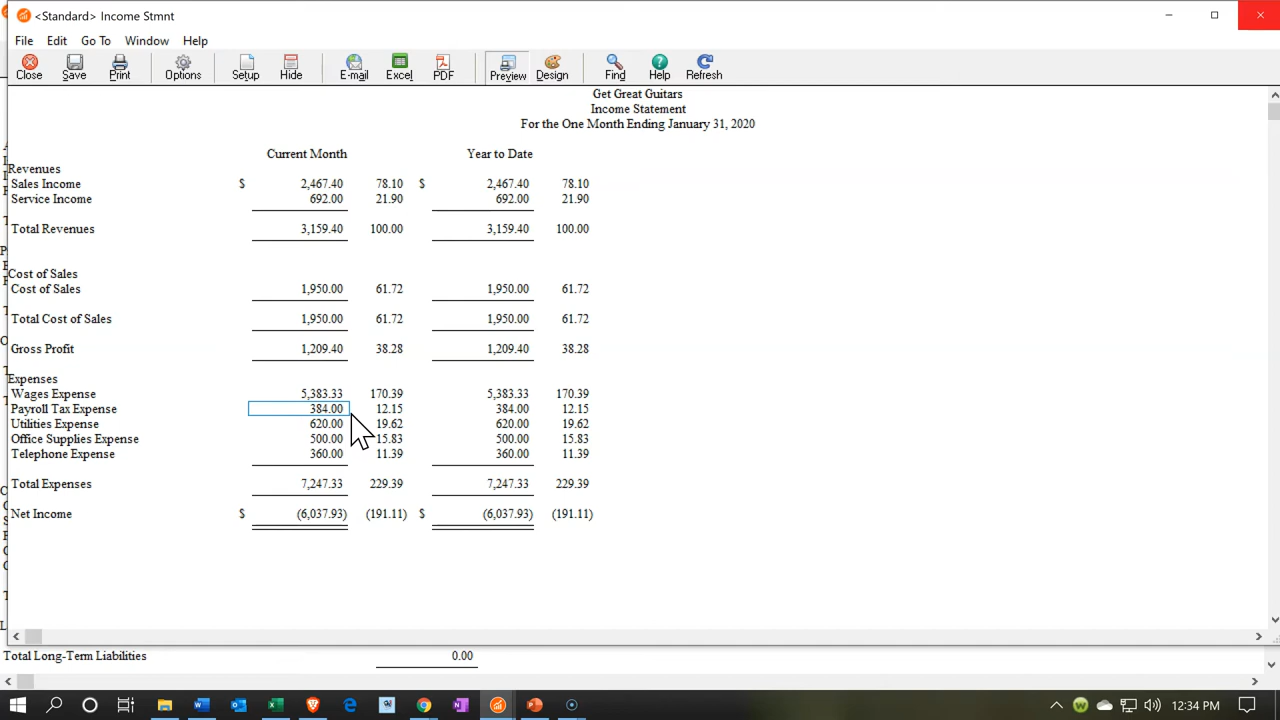 <Standard> Income Stmnt
File Edit Go To Window Help
Close Save Print Options Setup Hide E-mail Excel PDF Preview Design Find Help Refresh
Get Great Guitars
Income Statement
For the One Month Ending January 31, 2020
Current Month Year to Date
Revenues
Sales Income $ 2,467.40 78.10 $ 2,467.40 78.10
Service Income 692.00 21.90 692.00 21.90
Total Revenues 3,159.40 100.00 3,159.40 100.00
Cost of Sales
Cost of Sales 1,950.00 61.72 1,950.00 61.72
Total Cost of Sales 1,950.00 61.72 1,950.00 61.72
Gross Profit 1,209.40 38.28 1,209.40 38.28
Expenses
Wages Expense 5,383.33 170.39 5,383.33 170.39
Payroll Tax Expense 384.00 12.15 384.00 12.15
Utilities Expense 620.00 19.62 620.00 19.62
Office Supplies Expense 500.00 15.83 500.00 15.83
Telephone Expense 360.00 11.39 360.00 11.39
Total Expenses 7,247.33 229.39 7,247.33 229.39
Net Income $ (6,037.93) (191.11) $ (6,037.93) (191.11)
Total Long-Term Liabilities 0.00
12:34 PM